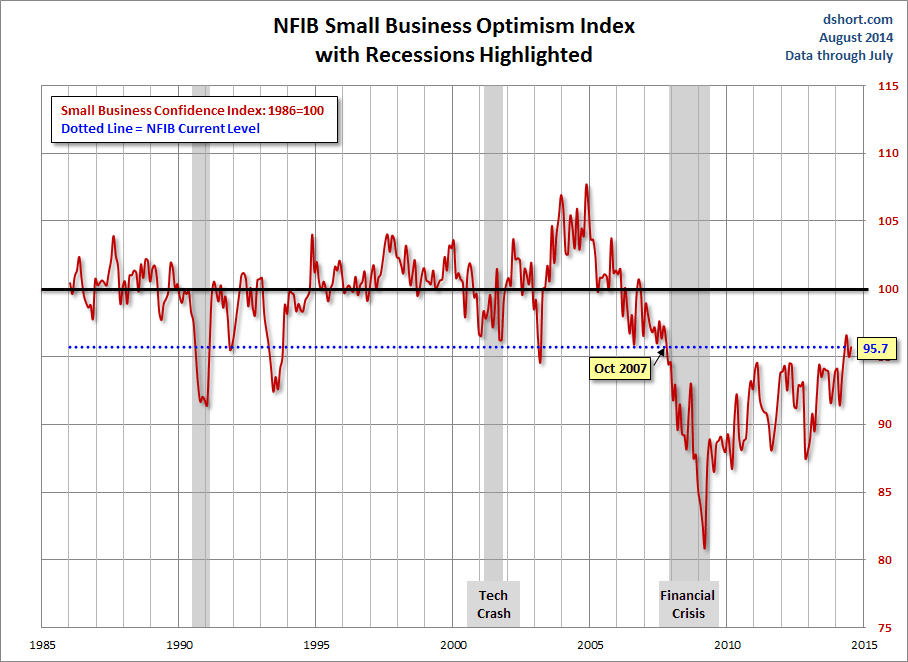 NFIB Small Business Optimism Index
with Recessions Highlighted
dshort.com
August 2014
Data through July
Small Business Confidence Index: 1986=100
Dotted Line = NFIB Current Level
115
110
105
100
95.7
90
85
80
75
Oct 2007
Tech
Crash
Financial
Crisis
1985
1990
1995
2000
2005
2010
2015